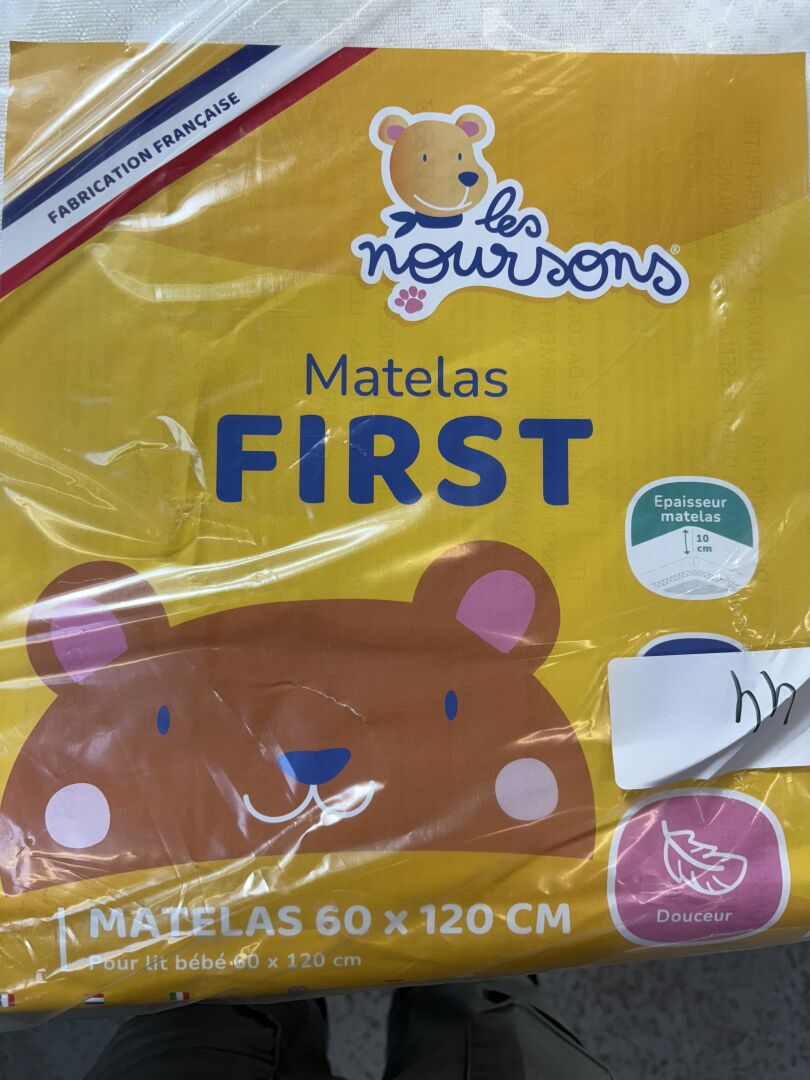 FABRICATION FRANÇAISE
les
noursons®
Matelas
FIRST
Epaisseur
matelas
10
cm
44
Douceur
MATELAS 60 x 120 CM
Pour lit bébé 60 x 120 cm